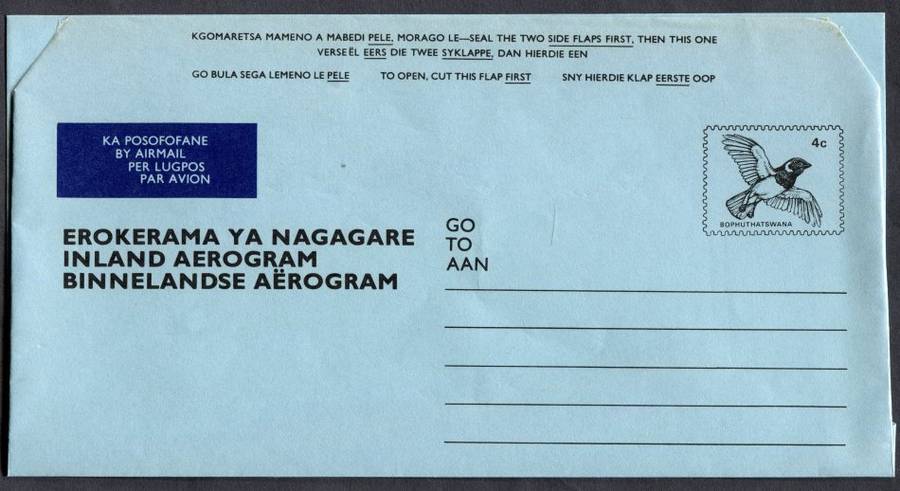 KGOMARETSA MAMENO A MABEDI PELE, MORAGO LE—SEAL THE TWO SIDE FLAPS FIRST, THEN THIS ONE
VERSEËL EERS DIE TWEE SYKLAPPE, DAN HIERDIE EEN
GO BULA SEGA LEMENO LE PELE TO OPEN, CUT THIS FLAP FIRST SNY HIERDIE KLAP EERSTE OOP
KA POSOFOFANE
BY AIRMAIL
PER LUGPOS
PAR AVION
4c
BOPHUTHATSWANA
EROKERAMA YA NAGAGARE
INLAND AEROGRAM
BINNELANDSE AËROGRAM
GO
TO
AAN